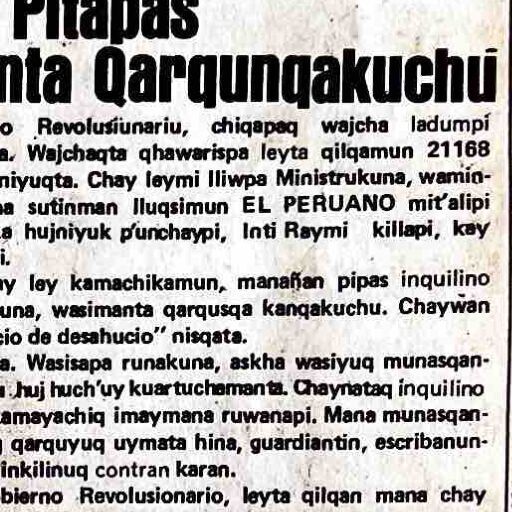 Pitapas
nta Qarqunqakuchu
o Revolusiunariu, chiqapaq wajcha ladumpi
a. Wajchaqta qhawarispa leyta qilqamun 21168
niyuqta. Chay leymi lliwpa Ministrukuna, wamin-
na sutinman lluqsimun EL PERUANO mit'alipi
a hujniyuk p'unchaypi, Inti Raymi killapi, kay
i.
y ley kamachikamun, manañan pipas inquilino
una, wasimanta qarqusqa kanqakuchu. Chaywan
cio de desahucio" nisqata.
a. Wasisapa runakuna, askha wasiyuq munasqan-
huj huch'uy kuartuchamanta. Chaynataq inquilino
amayachiq imaymana ruwanapi. Mana munasqan-
qarquyuq uymata hina, guardiantin, escribanun-
inkilinuq contran karan.
bierno Revolusionario, leyta qilqan mana chay